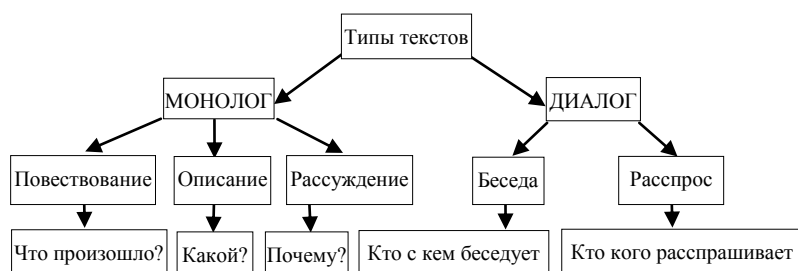 Типы текстов
МОНОЛОГ
ДИАЛОГ
Повествование
Описание
Рассуждение
Беседа
Расспрос
Что произошло?
Какой?
Почему?
Кто с кем беседует
Кто кого расспрашивает